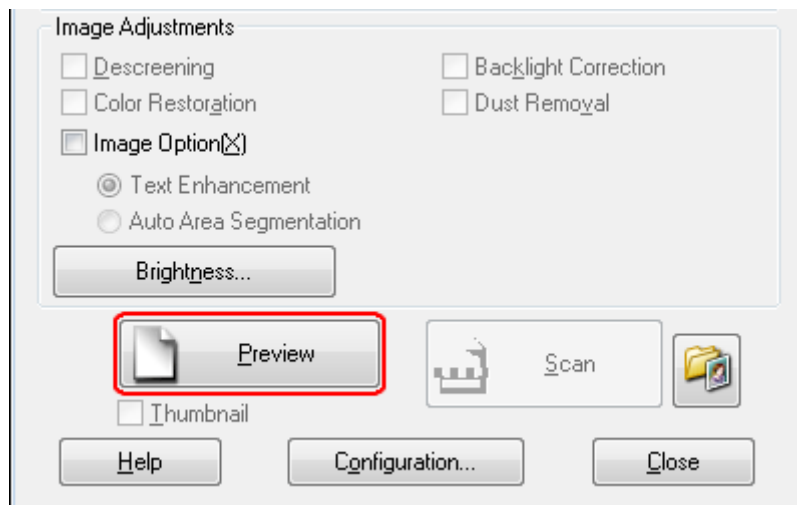 Image Adjustments
Descreening
Backlight Correction
Color Restoration
Dust Removal
Image Option(X)
Text Enhancement
Auto Area Segmentation
Brightness...
Preview
Scan
Thumbnail
Help
Configuration...
Close